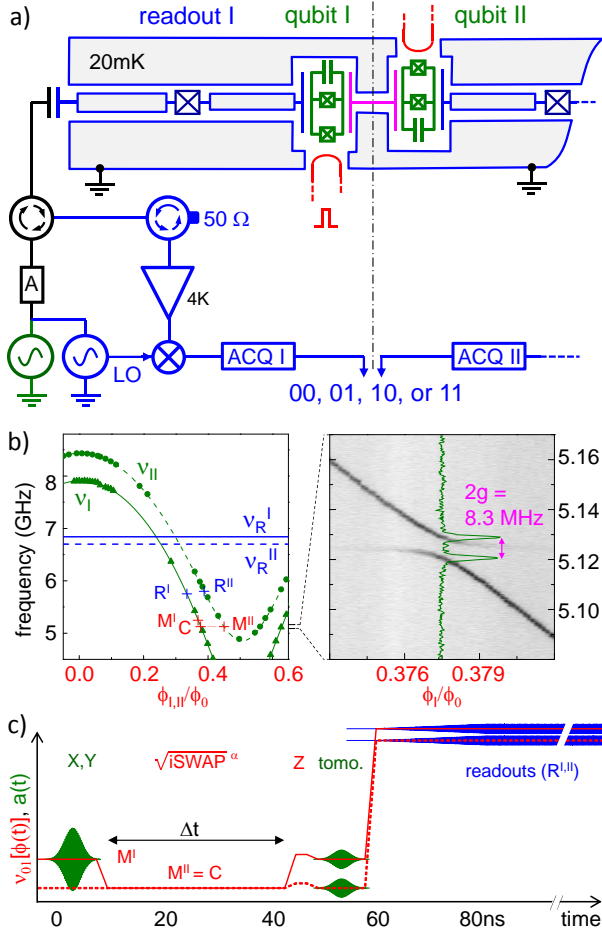 a)
readout I
qubit I
qubit II
20mK
50 Ω
A
4K
LO
ACQ I
ACQ II
00, 01, 10, or 11
b)
frequency (GHz)
8
7
6
5
ν_II
ν_I
ν_R^I
ν_R^II
R^I
R^II
M^I
C
M^II
0.0
0.2
0.4
0.6
ϕ_I,II/ϕ_0
2g =
8.3 MHz
5.16
5.14
5.12
5.10
0.376
0.379
ϕ_I/ϕ_0
c)
ν_01[ϕ(t)], a(t)
X,Y
√iSWAP^α
Z
tomo.
readouts (R^I,II)
Δt
M^I
M^II = C
0
20
40
60
80ns
time